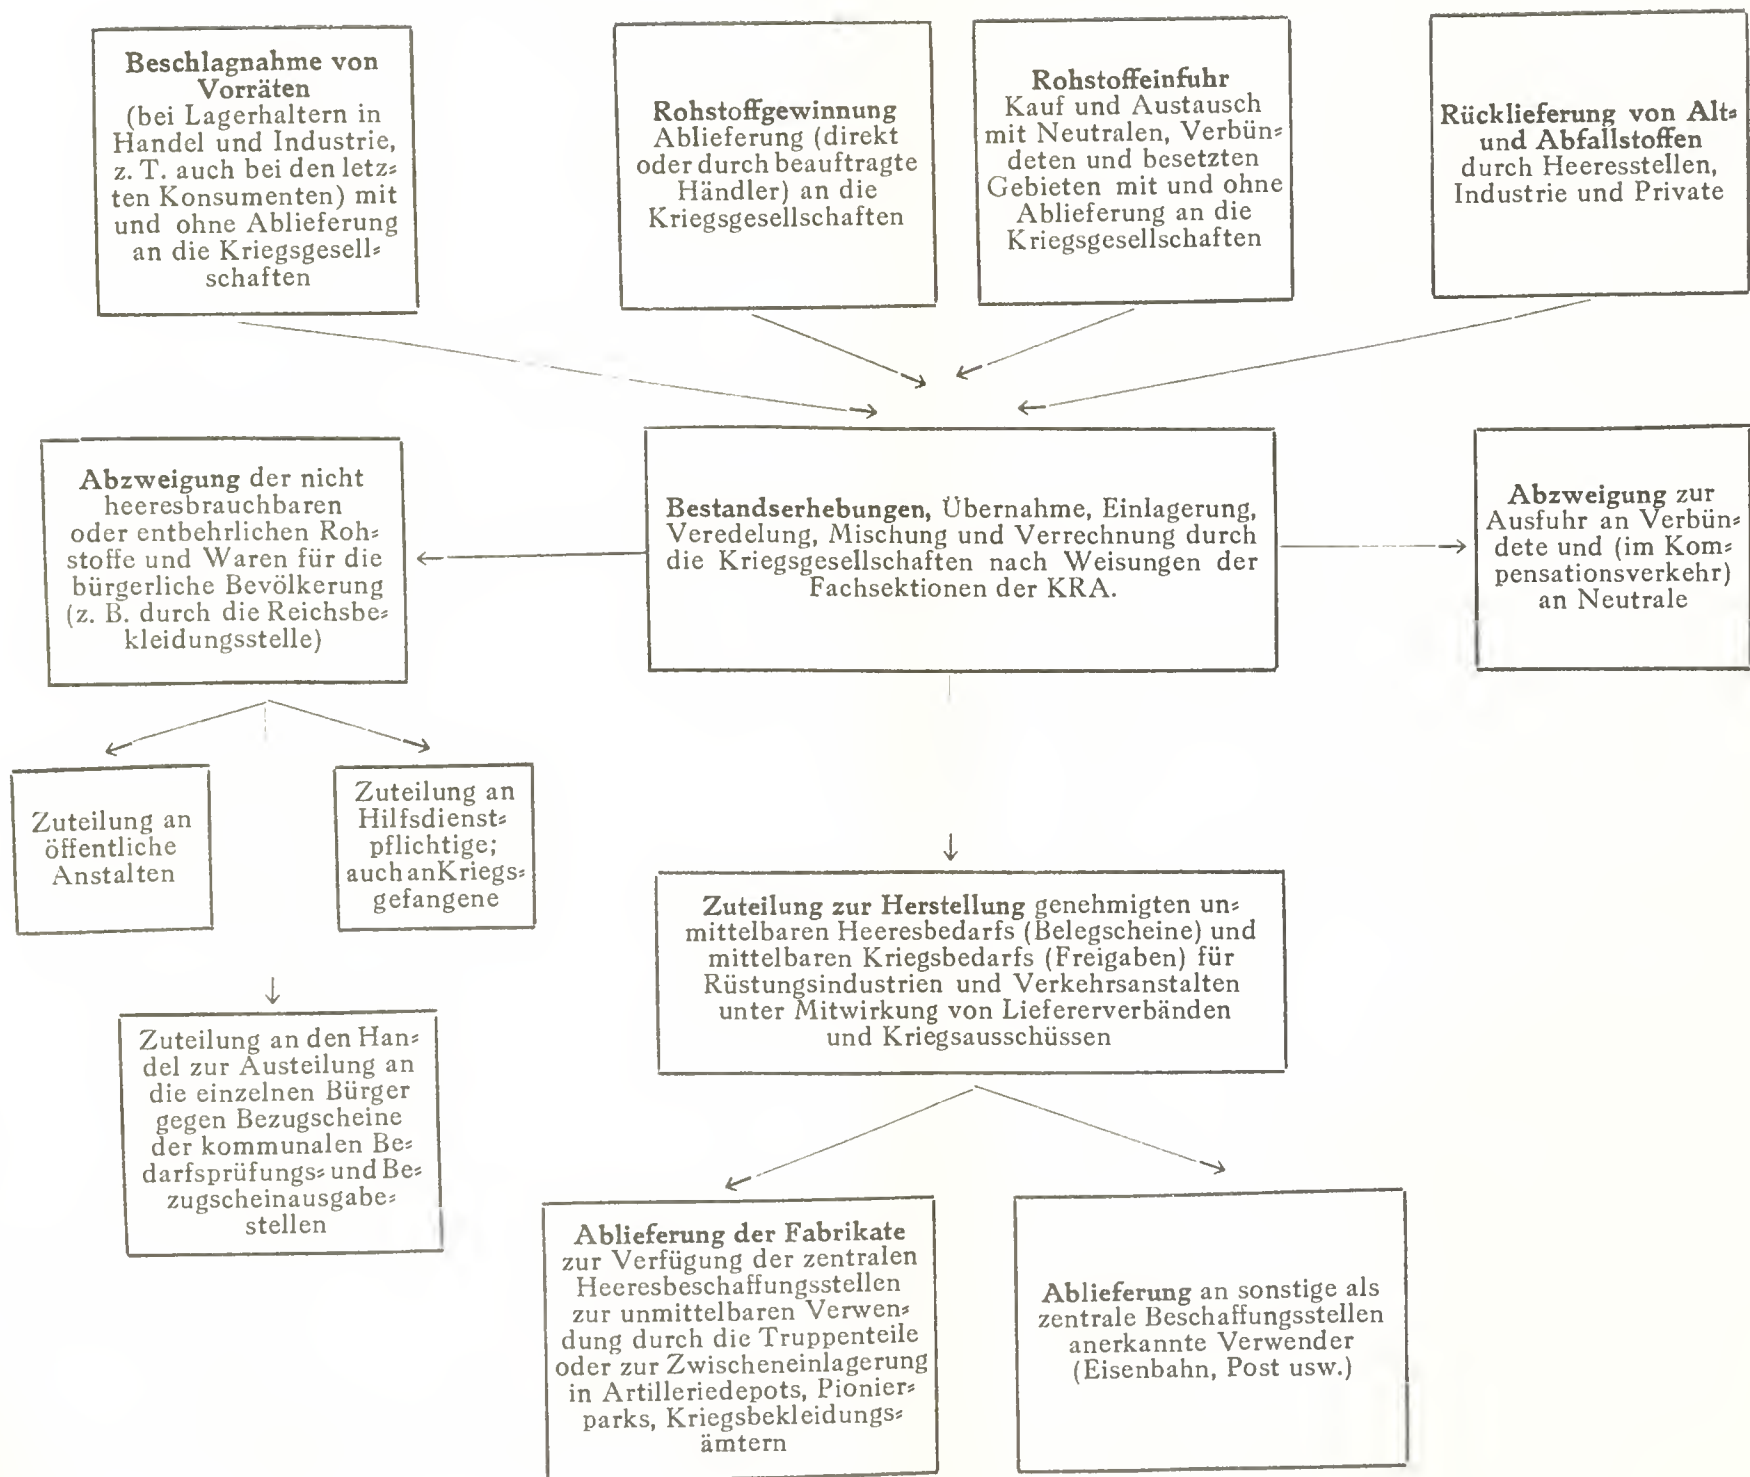 Beschlagnahme von
Vorräten
(bei Lagerhaltern in
Handel und Industrie,
z. T. auch bei den letz⸗
ten Konsumenten) mit
und ohne Ablieferung
an die Kriegsgesell⸗
schaften
Rohstoffgewinnung
Ablieferung (direkt
oder durch beauftragte
Händler) an die
Kriegsgesellschaften
Rohstoffeinfuhr
Kauf und Austausch
mit Neutralen, Verbün⸗
deten und besetzten
Gebieten mit und ohne
Ablieferung an die
Kriegsgesellschaften
Rücklieferung von Alt⸗
und Abfallstoffen
durch Heeresstellen,
Industrie und Private
Abzweigung der nicht
heeresbrauchbaren
oder entbehrlichen Roh⸗
stoffe und Waren für die
bürgerliche Bevölkerung
(z. B. durch die Reichsbe⸗
kleidungsstelle)
Bestandserhebungen, Übernahme, Einlagerung,
Veredelung, Mischung und Verrechnung durch
die Kriegsgesellschaften nach Weisungen der
Fachsektionen der KRA.
Abzweigung zur
Ausfuhr an Verbün⸗
dete und (im Kom⸗
pensationsverkehr)
an Neutrale
Zuteilung an
öffentliche
Anstalten
Zuteilung an
Hilfsdienst⸗
pflichtige;
auch an Kriegs⸗
gefangene
Zuteilung an den Han⸗
del zur Austeilung an
die einzelnen Bürger
gegen Bezugscheine
der kommunalen Be⸗
darfsprüfungs⸗ und Be⸗
zugscheinausgabe⸗
stellen
Zuteilung zur Herstellung genehmigten un⸗
mittelbaren Heeresbedarfs (Belegscheine) und
mittelbaren Kriegsbedarfs (Freigaben) für
Rüstungsindustrien und Verkehrsanstalten
unter Mitwirkung von Liefererverbänden
und Kriegsausschüssen
Ablieferung der Fabrikate
zur Verfügung der zentralen
Heeresbeschaffungsstellen
zur unmittelbaren Verwen⸗
dung durch die Truppenteile
oder zur Zwischeneinlagerung
in Artilleriedepots, Pionier⸗
parks, Kriegsbekleidungs⸗
ämtern
Ablieferung an sonstige als
zentrale Beschaffungsstellen
anerkannte Verwender
(Eisenbahn, Post usw.)